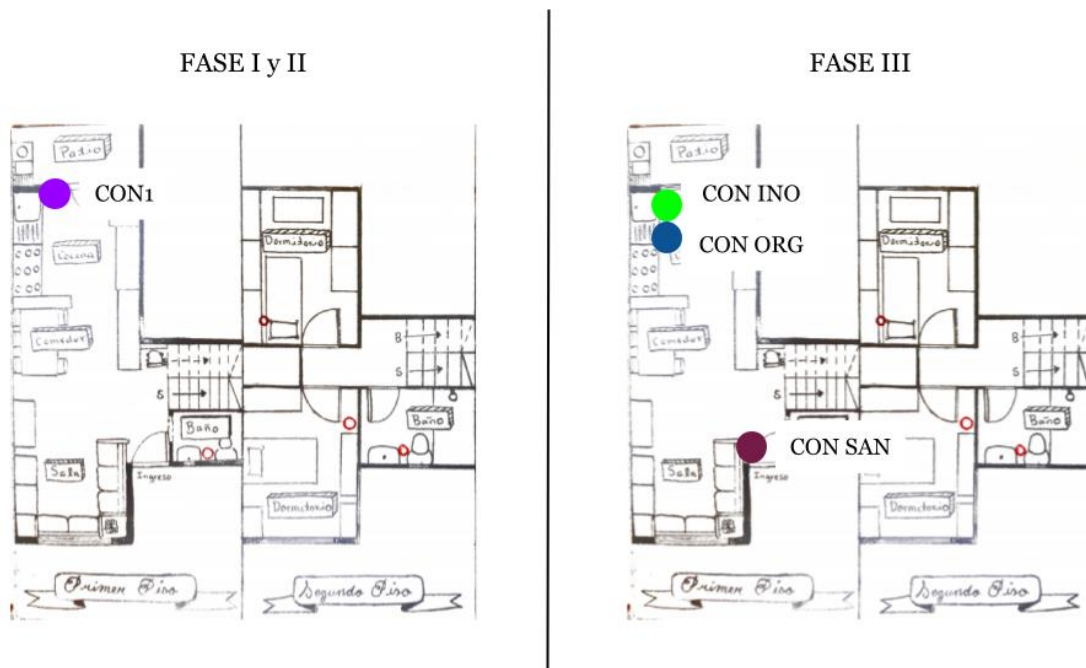 FASE I y II
Patio
CON1
Cocina
Dormitorio
Comedor
B
S
S
Baño
Baño
Sala
Ingreso
Dormitorio
Primer Piso
Segundo Piso
FASE III
Patio
CON INO
CON ORG
Dormitorio
Comedor
B
S
S
Baño
CON SAN
Sala
Ingreso
Dormitorio
Primer Piso
Segundo Piso